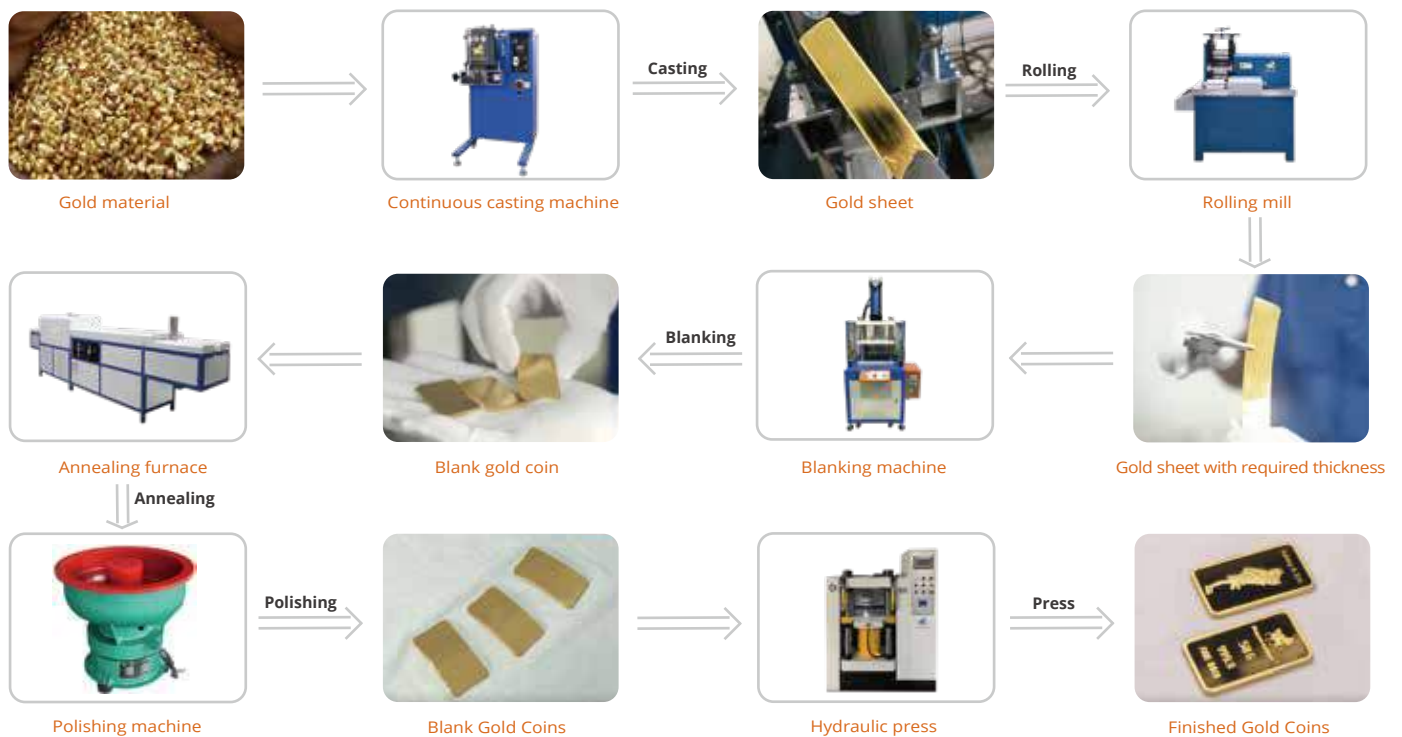 Casting
Rolling
Gold material
Continuous casting machine
Gold sheet
Rolling mill
Blanking
Annealing furnace
Blank gold coin
Blanking machine
Gold sheet with required thickness
Annealing
Polishing
Press
Polishing machine
Blank Gold Coins
Hydraulic press
Finished Gold Coins